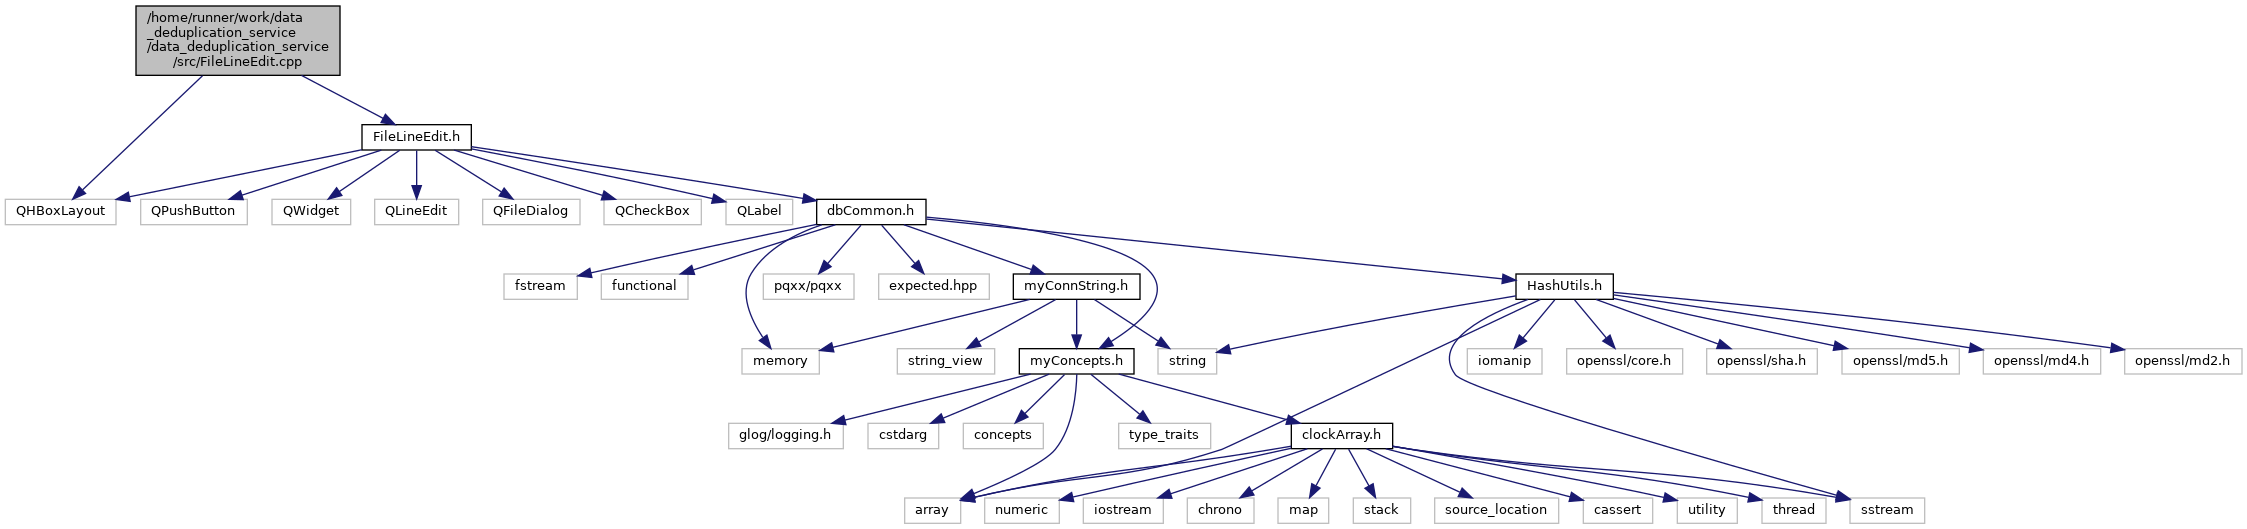 /home/runner/work/data
_deduplication_service
/data_deduplication_service
/src/FileLineEdit.cpp
FileLineEdit.h
QHBoxLayout
QPushButton
QWidget
QLineEdit
QFileDialog
QCheckBox
QLabel
dbCommon.h
fstream
functional
pqxx/pqxx
expected.hpp
myConnString.h
HashUtils.h
memory
string_view
myConcepts.h
string
iomanip
openssl/core.h
openssl/sha.h
openssl/md5.h
openssl/md4.h
openssl/md2.h
glog/logging.h
cstdarg
concepts
type_traits
clockArray.h
array
numeric
iostream
chrono
map
stack
source_location
cassert
utility
thread
sstream